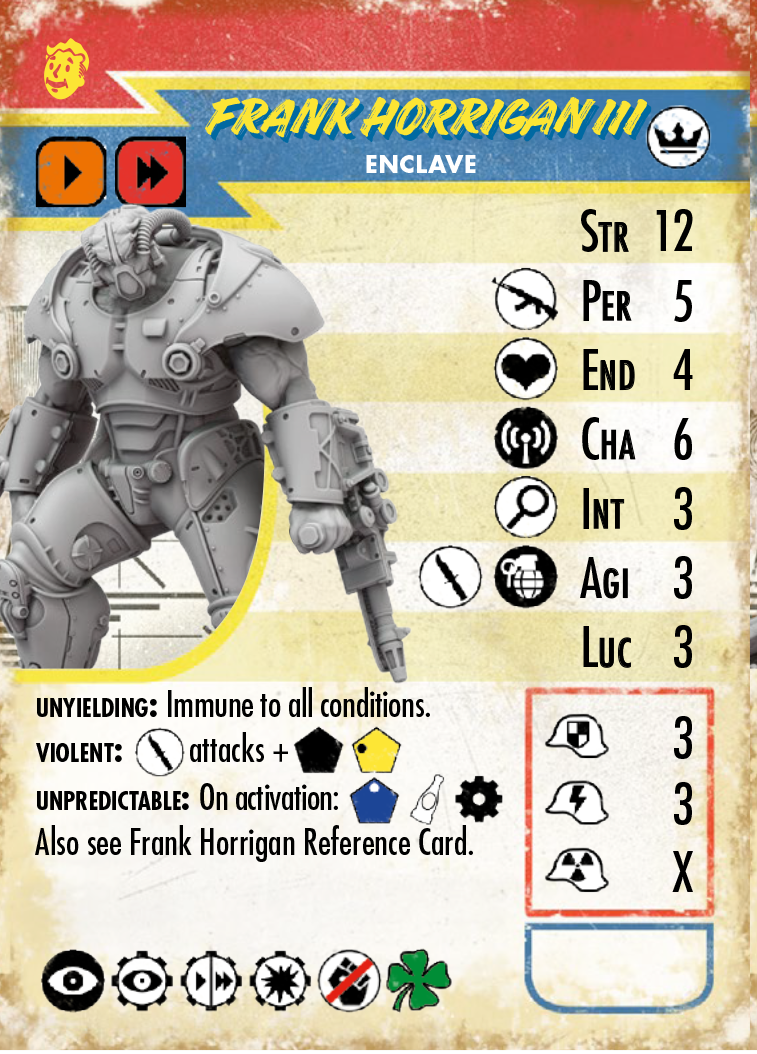 FRANK HORRIGAN III
ENCLAVE
STR 12
PER 5
END 4
CHA 6
INT 3
AGI 3
LUC 3
UNYIELDING: Immune to all conditions.
VIOLENT: attacks +
UNPREDICTABLE: On activation:
Also see Frank Horrigan Reference Card.
3
3
X